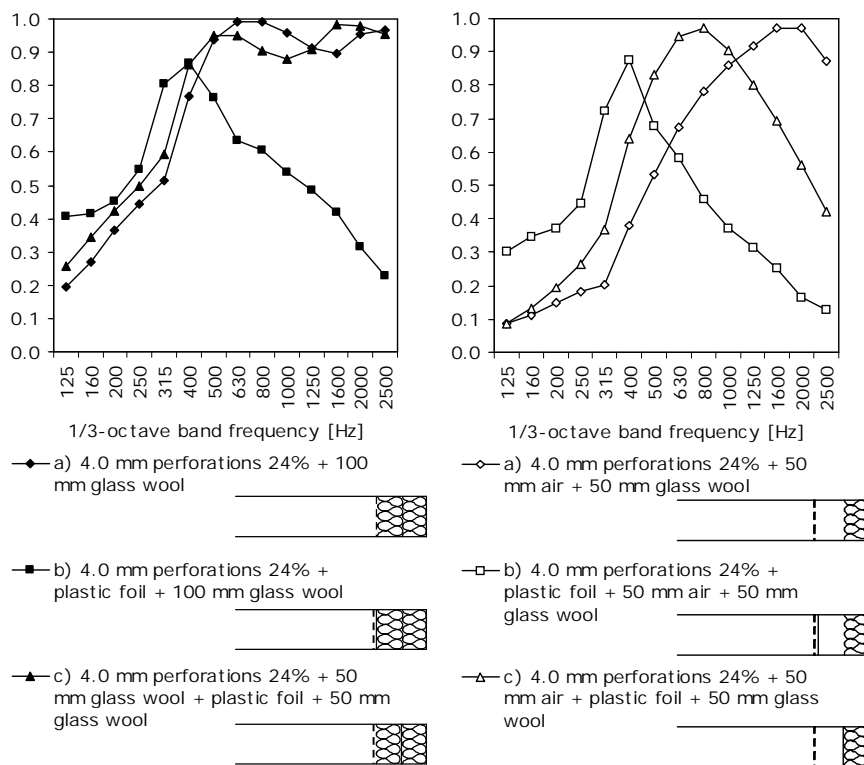 1.0
0.9
0.8
0.7
0.6
0.5
0.4
0.3
0.2
0.1
0.0
125
160
200
250
315
400
500
630
800
1000
1250
1600
2000
2500
1/3-octave band frequency [Hz]
a) 4.0 mm perforations 24% + 100
mm glass wool
b) 4.0 mm perforations 24% +
plastic foil + 100 mm glass wool
c) 4.0 mm perforations 24% + 50
mm glass wool + plastic foil + 50 mm
glass wool
1.0
0.9
0.8
0.7
0.6
0.5
0.4
0.3
0.2
0.1
0.0
125
160
200
250
315
400
500
630
800
1000
1250
1600
2000
2500
1/3-octave band frequency [Hz]
a) 4.0 mm perforations 24% + 50
mm air + 50 mm glass wool
b) 4.0 mm perforations 24% +
plastic foil + 50 mm air + 50 mm
glass wool
c) 4.0 mm perforations 24% + 50
mm air + plastic foil + 50 mm glass
wool